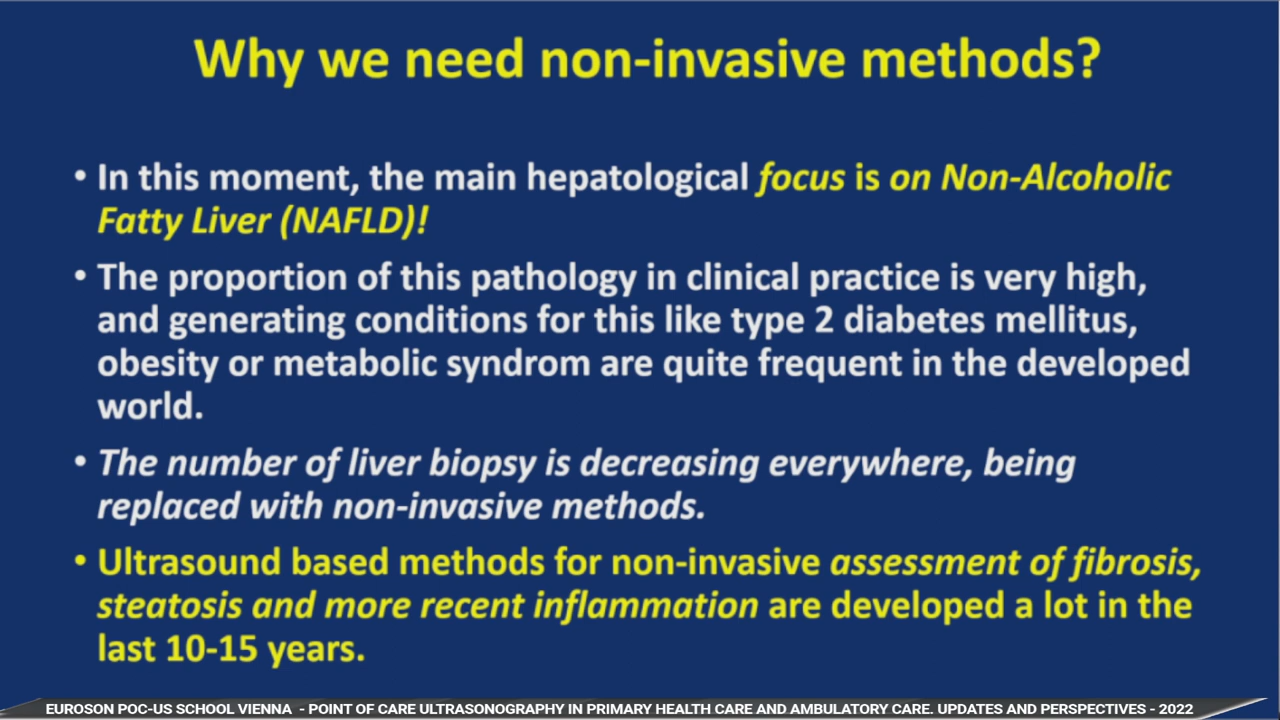 Why we need non-invasive methods?
• In this moment, the main hepatological focus is on Non-Alcoholic
Fatty Liver (NAFLD)!
• The proportion of this pathology in clinical practice is very high,
and generating conditions for this like type 2 diabetes mellitus,
obesity or metabolic syndrom are quite frequent in the developed
world.
• The number of liver biopsy is decreasing everywhere, being
replaced with non-invasive methods.
• Ultrasound based methods for non-invasive assessment of fibrosis,
steatosis and more recent inflammation are developed a lot in the
last 10-15 years.
EUROSON POC-US SCHOOL VIENNA - POINT OF CARE ULTRASONOGRAPHY IN PRIMARY HEALTH CARE AND AMBULATORY CARE. UPDATES AND PERSPECTIVES - 2022